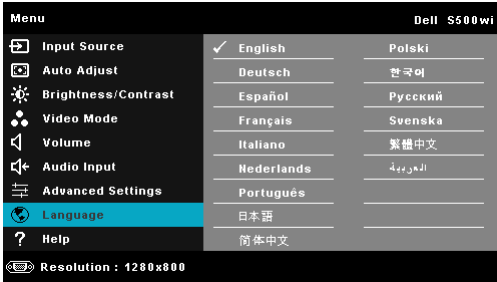 Menu Dell S500wi
Input Source
Auto Adjust
Brightness/Contrast
Video Mode
Volume
Audio Input
Advanced Settings
Language
Help
✓ English
Deutsch
Español
Français
Italiano
Nederlands
Português
日本語
简体中文
Polski
한국어
Русский
Svenska
繁體中文
العربية
Resolution : 1280x800